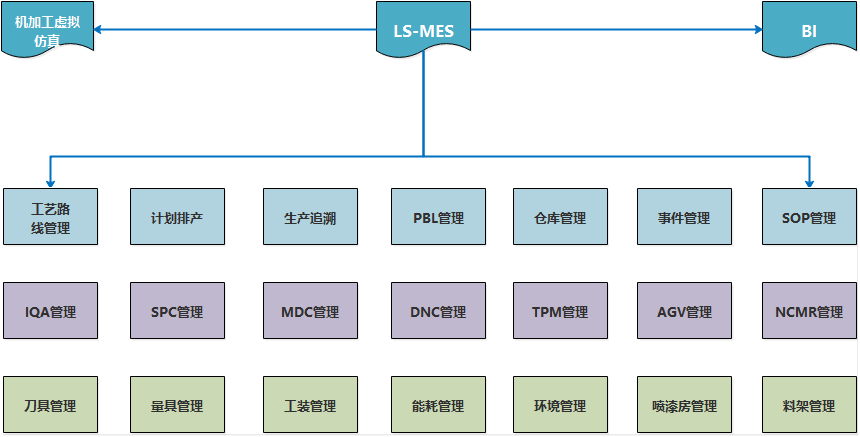 机加工虚拟
仿真
LS-MES
BI
工艺路
线管理
计划排产
生产追溯
PBL管理
仓库管理
事件管理
SOP管理
IQA管理
SPC管理
MDC管理
DNC管理
TPM管理
AGV管理
NCMR管理
刀具管理
量具管理
工装管理
能耗管理
环境管理
喷漆房管理
料架管理